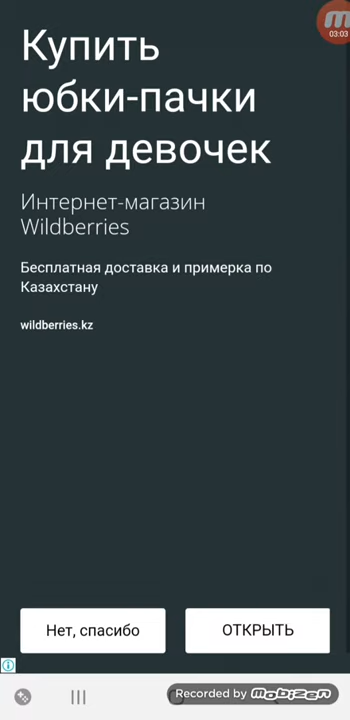 03:03
Купить
юбки-пачки
для девочек
Интернет-магазин
Wildberries
Бесплатная доставка и примерка по
Казахстану
wildberries.kz
Нет, спасибо
ОТКРЫТЬ
Recorded by Mobizen